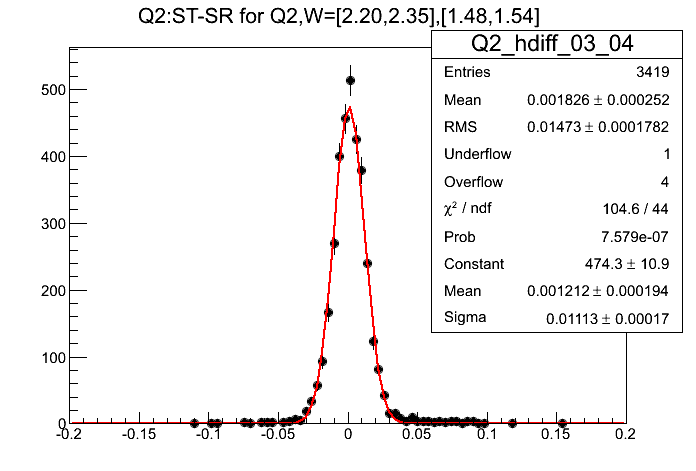 Q2:ST-SR for Q2,W=[2.20,2.35],[1.48,1.54]
Q2_hdiff_03_04
Entries 3419
Mean 0.001826 ± 0.000252
RMS 0.01473 ± 0.0001782
Underflow 1
Overflow 4
χ² / ndf 104.6 / 44
Prob 7.579e-07
Constant 474.3 ± 10.9
Mean 0.001212 ± 0.000194
Sigma 0.01113 ± 0.00017
500
400
300
200
100
0
-0.2 -0.15 -0.1 -0.05 0 0.05 0.1 0.15 0.2